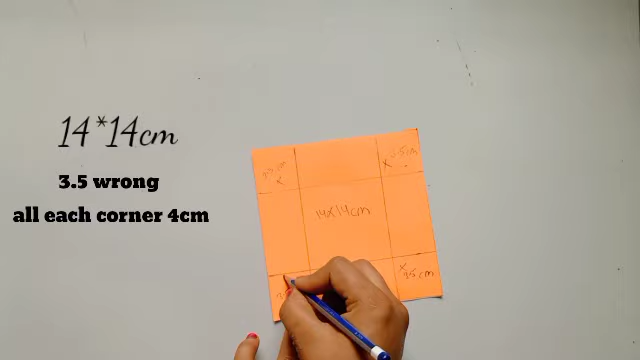 14*14cm
3.5 wrong
all each corner 4cm
x 3.5cm
14x14cm
x
3.5cm